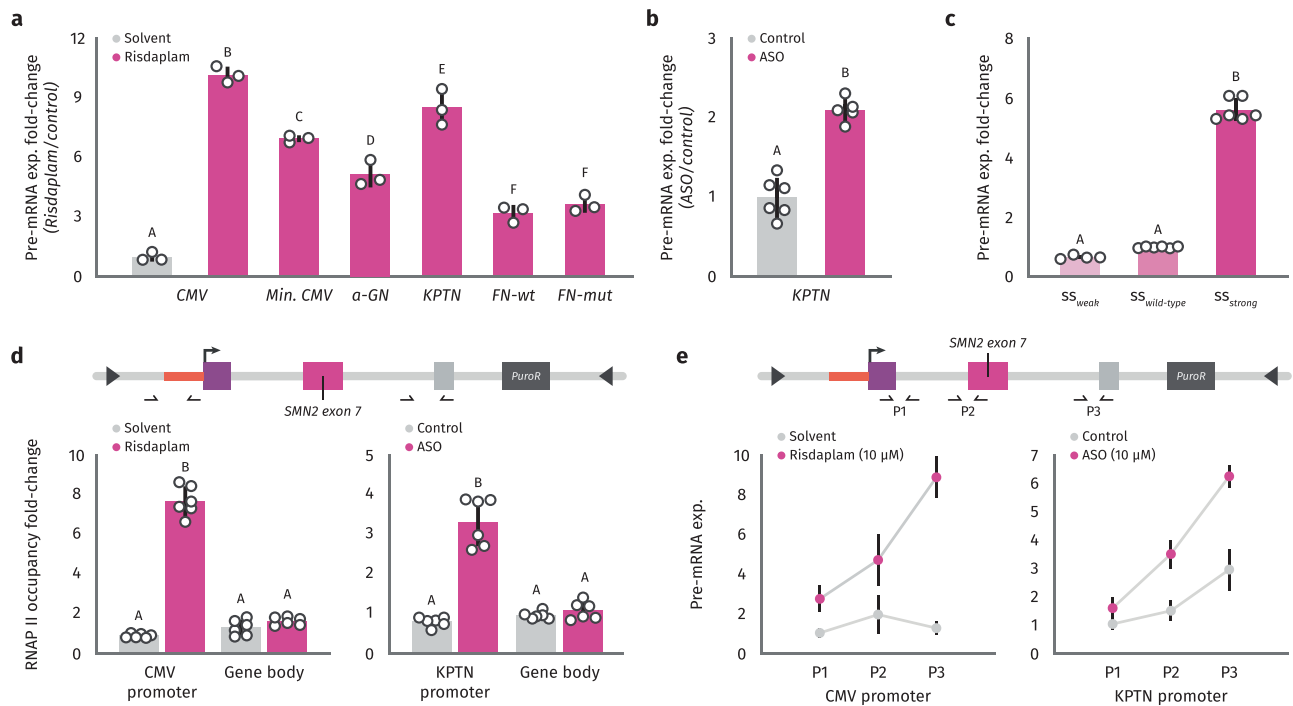 a
Solvent
Risdaplam
Pre-mRNA exp. fold-change
(Risdaplam/control)
12
9
6
3
0
A
B
C
D
E
F
F
CMV
Min. CMV
α-GN
KPTN
FN-wt
FN-mut
b
Control
ASO
Pre-mRNA exp. fold-change
(ASO/control)
3
2
1
0
A
B
KPTN
c
Pre-mRNA exp. fold-change
8
6
4
2
0
A
A
B
SSweak
SSwild-type
SSstrong
d
PuroR
SMN2 exon 7
Solvent
Risdaplam
RNAP II occupancy fold-change
10
8
6
4
2
0
A
B
A
A
CMV
promoter
Gene body
Control
ASO
5
4
3
2
1
0
A
B
A
A
KPTN
promoter
Gene body
e
SMN2 exon 7
PuroR
P1
P2
P3
Solvent
Risdaplam (10 µM)
Pre-mRNA exp.
10
8
6
4
2
0
P1
P2
P3
CMV promoter
Control
ASO (10 µM)
7
6
5
4
3
2
1
0
P1
P2
P3
KPTN promoter